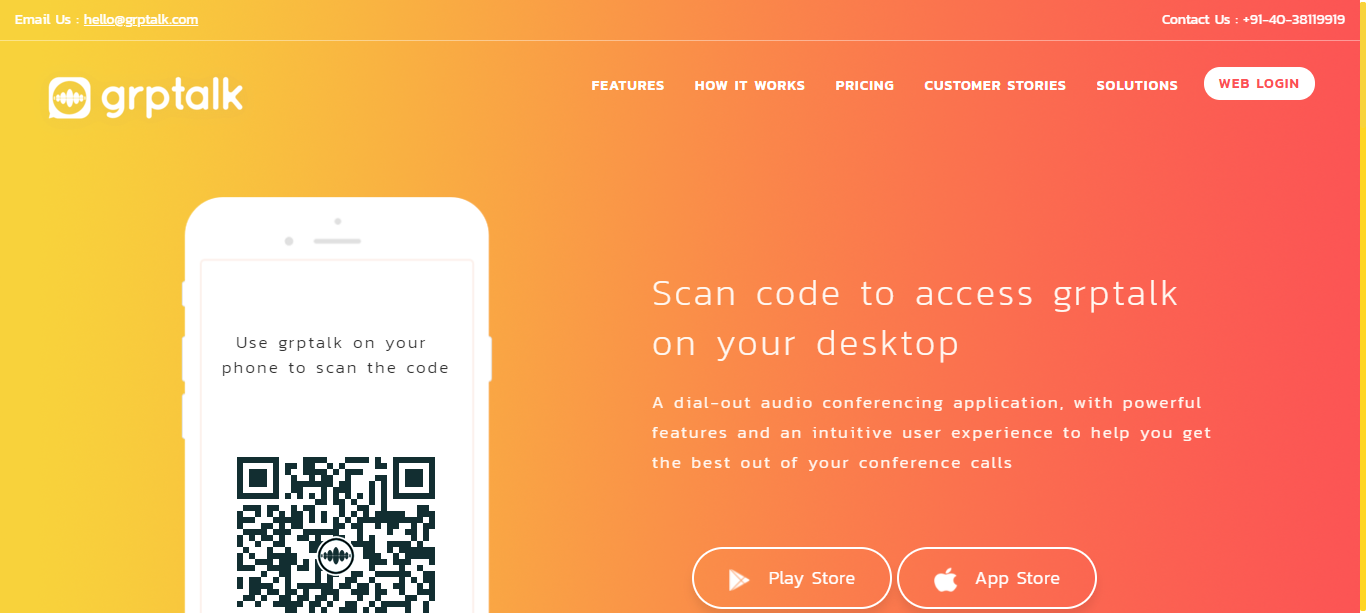 Email Us : hello@grptalk.com
Contact Us : +91-40-38119919
grptalk
FEATURES
HOW IT WORKS
PRICING
CUSTOMER STORIES
SOLUTIONS
WEB LOGIN
Use grptalk on your
phone to scan the code
Scan code to access grptalk
on your desktop
A dial-out audio conferencing application, with powerful
features and an intuitive user experience to help you get
the best out of your conference calls
Play Store
App Store